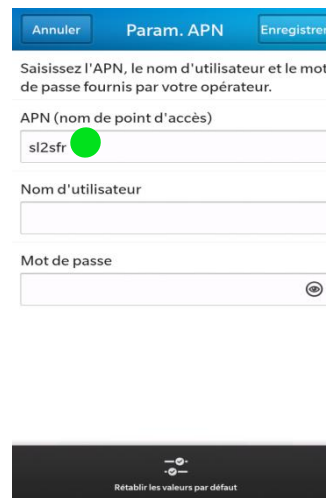 Annuler Param. APN Enregistrer
Saisissez l'APN, le nom d'utilisateur et le mot
de passe fournis par votre opérateur.
APN (nom de point d'accès)
sl2sfr
Nom d'utilisateur
Mot de passe
Rétablir les valeurs par défaut